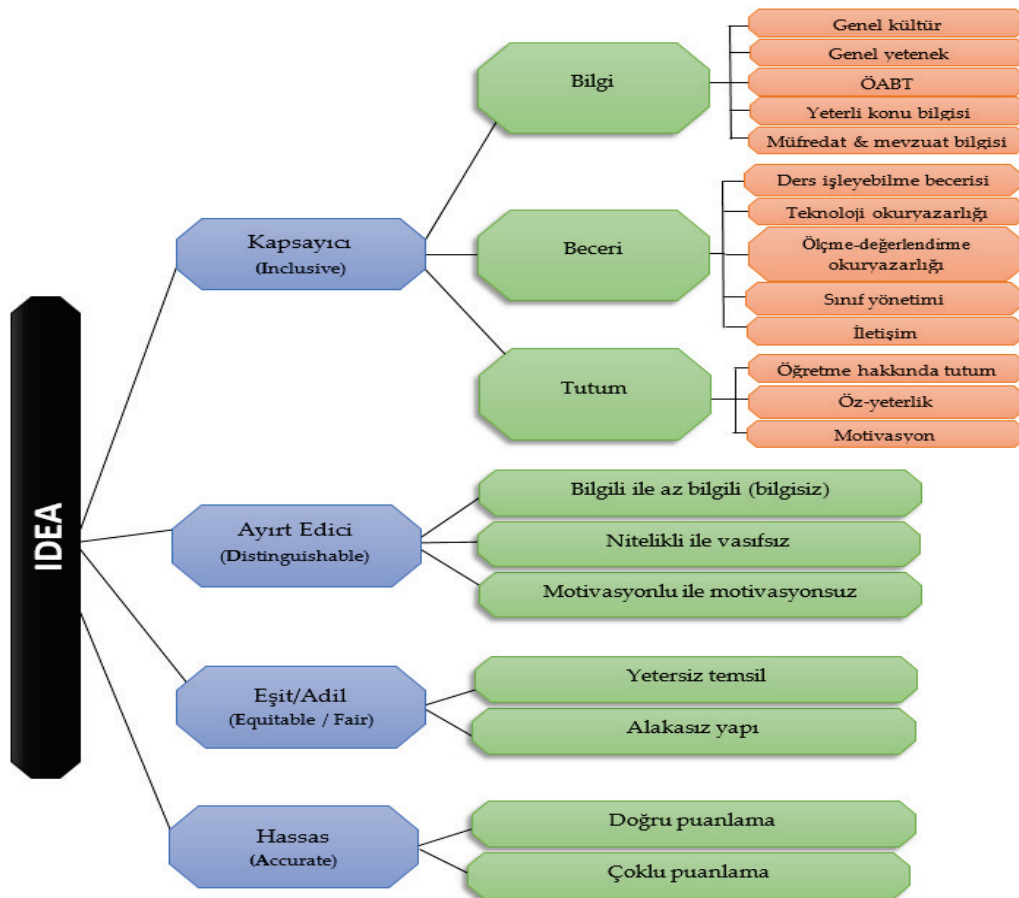 IDEA
Kapsayıcı
(Inclusive)
Bilgi
Genel kültür
Genel yetenek
ÖABT
Yeterli konu bilgisi
Müfredat & mevzuat bilgisi
Beceri
Ders işleyebilme becerisi
Teknoloji okuryazarlığı
Ölçme-değerlendirme
okuryazarlığı
Sınıf yönetimi
İletişim
Tutum
Öğretme hakkında tutum
Öz-yeterlik
Motivasyon
Ayırt Edici
(Distinguishable)
Bilgili ile az bilgili (bilgisiz)
Nitelikli ile vasıfsız
Motivasyonlu ile motivasyonsuz
Eşit/Adil
(Equitable / Fair)
Yetersiz temsil
Alakasız yapı
Hassas
(Accurate)
Doğru puanlama
Çoklu puanlama